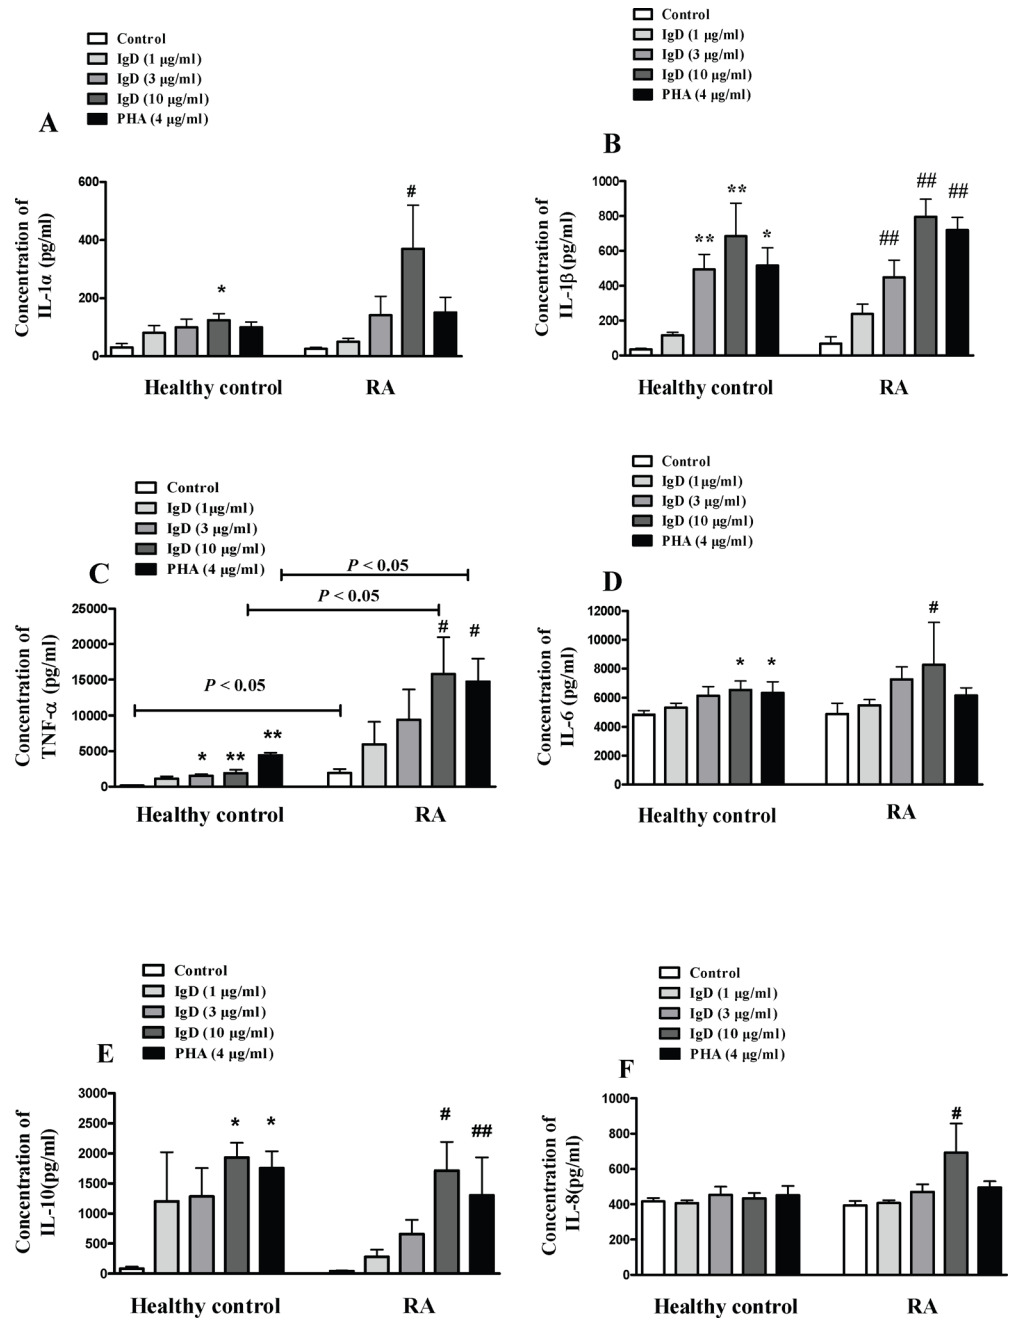 A
Control
IgD (1 μg/ml)
IgD (3 μg/ml)
IgD (10 μg/ml)
PHA (4 μg/ml)
Concentration of
IL-1α (pg/ml)
600
400
200
0
*
#
Healthy control
RA
B
Control
IgD (1 μg/ml)
IgD (3 μg/ml)
IgD (10 μg/ml)
PHA (4 μg/ml)
Concentration of
IL-1β (pg/ml)
1000
800
600
400
200
0
**
**
*
##
##
##
Healthy control
RA
C
Control
IgD (1μg/ml)
IgD (3 μg/ml)
IgD (10 μg/ml)
PHA (4 μg/ml)
P < 0.05
P < 0.05
P < 0.05
Concentration of
TNF-α (pg/ml)
25000
20000
15000
10000
5000
0
*
**
**
#
#
Healthy control
RA
D
Control
IgD (1μg/ml)
IgD (3 μg/ml)
IgD (10 μg/ml)
PHA (4 μg/ml)
Concentration of
IL-6 (pg/ml)
12000
10000
8000
6000
4000
2000
0
*
*
#
Healthy control
RA
E
Control
IgD (1 μg/ml)
IgD (3 μg/ml)
IgD (10 μg/ml)
PHA (4 μg/ml)
Concentration of
IL-10(pg/ml)
3000
2500
2000
1500
1000
500
0
*
*
#
##
Healthy control
RA
F
Control
IgD (1 μg/ml)
IgD (3 μg/ml)
IgD (10 μg/ml)
PHA (4 μg/ml)
Concentration of
IL-8(pg/ml)
1000
800
600
400
200
0
#
Healthy control
RA